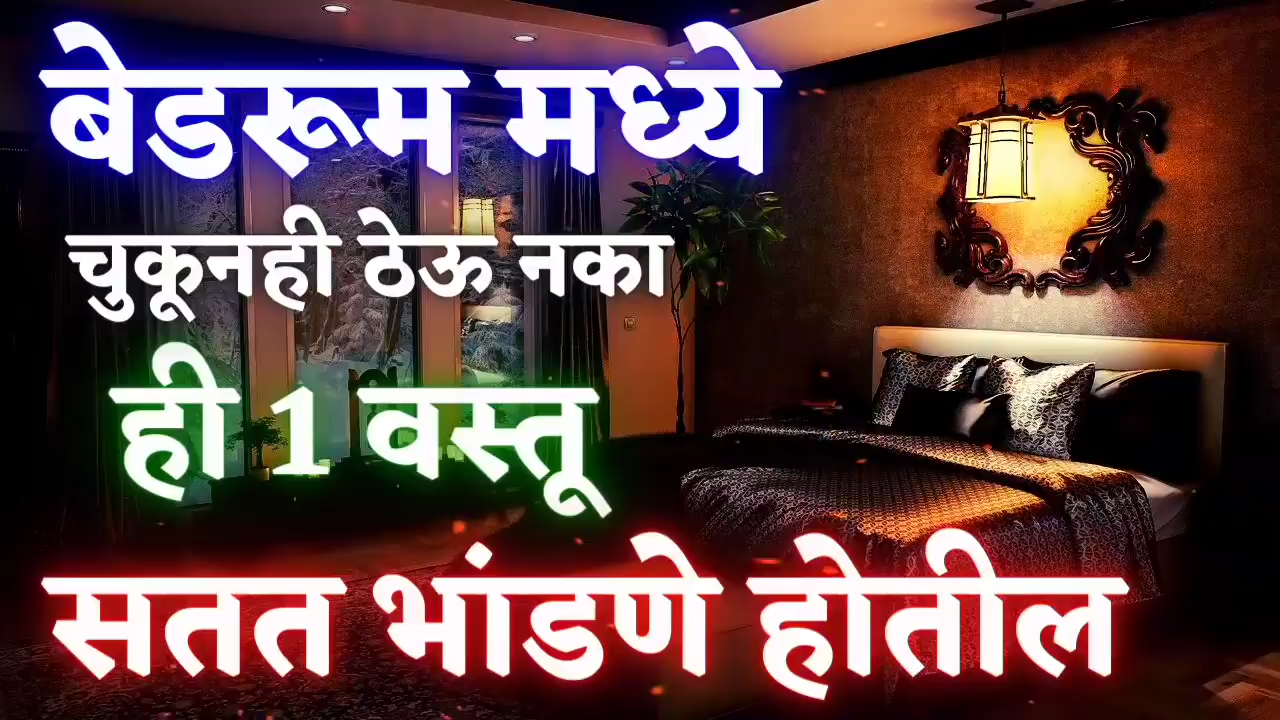 बेडरूम मध्ये
चुकूनही ठेऊ नका
ही 1 वस्तू
सतत भांडणे होतील